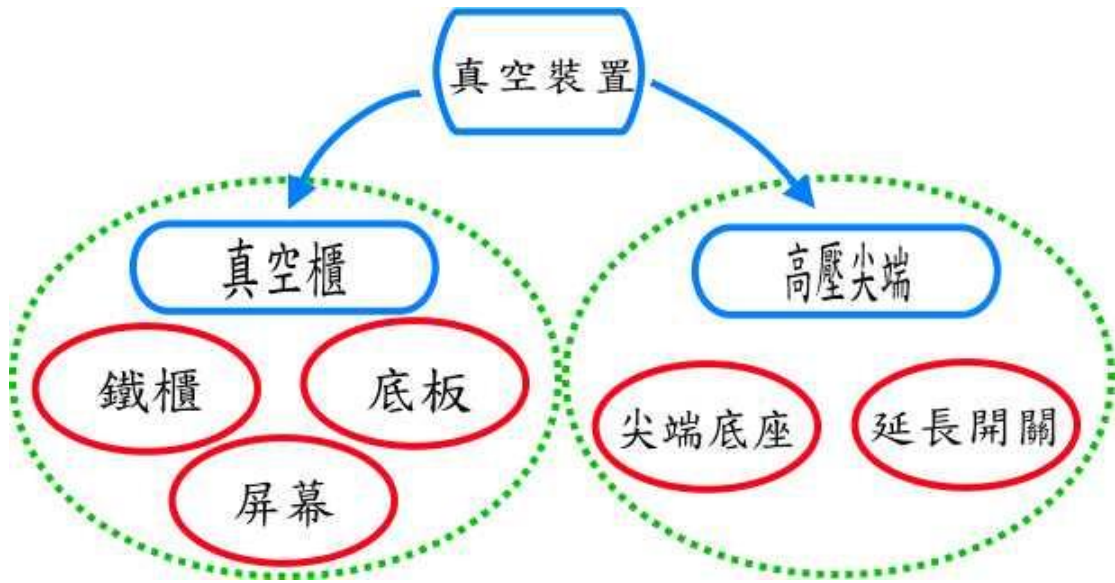 真空裝置
真空櫃
高壓尖端
鐵櫃
底板
屏幕
尖端底座
延長開關